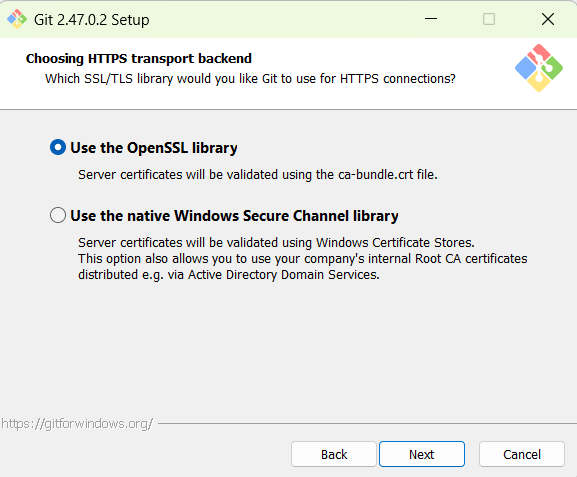 Git 2.47.0.2 Setup
Choosing HTTPS transport backend
Which SSL/TLS library would you like Git to use for HTTPS connections?
Use the OpenSSL library
Server certificates will be validated using the ca-bundle.crt file.
Use the native Windows Secure Channel library
Server certificates will be validated using Windows Certificate Stores.
This option also allows you to use your company's internal Root CA certificates
distributed e.g. via Active Directory Domain Services.
https://gitforwindows.org/
Back Next Cancel